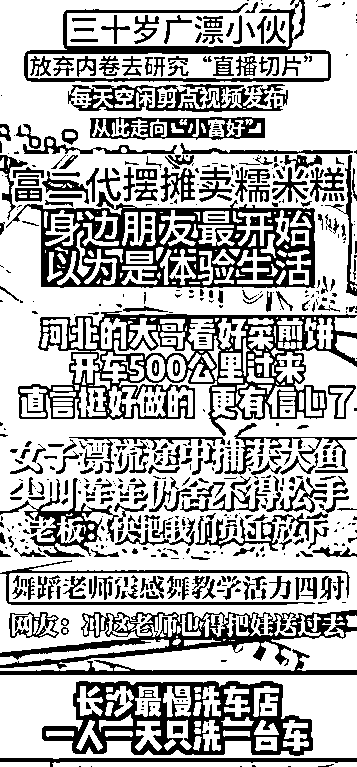 三十岁广漂小伙
放弃内卷去研究“直播切片”
每天空闲剪点视频发布
从此走向“小富好”
富二代摆摊卖糯米糕
身边朋友最开始
以为是体验生活
河北的大哥看好菜煎饼
开车500公里过来
直言挺好做的 更有信心了
女子漂流途中捕获大鱼
尖叫连连仍舍不得松手
老板：快把我们员工放下
舞蹈老师震感舞教学活力四射
网友：冲这老师也得把娃送过去
长沙最慢洗车店
一人一天只洗一台车